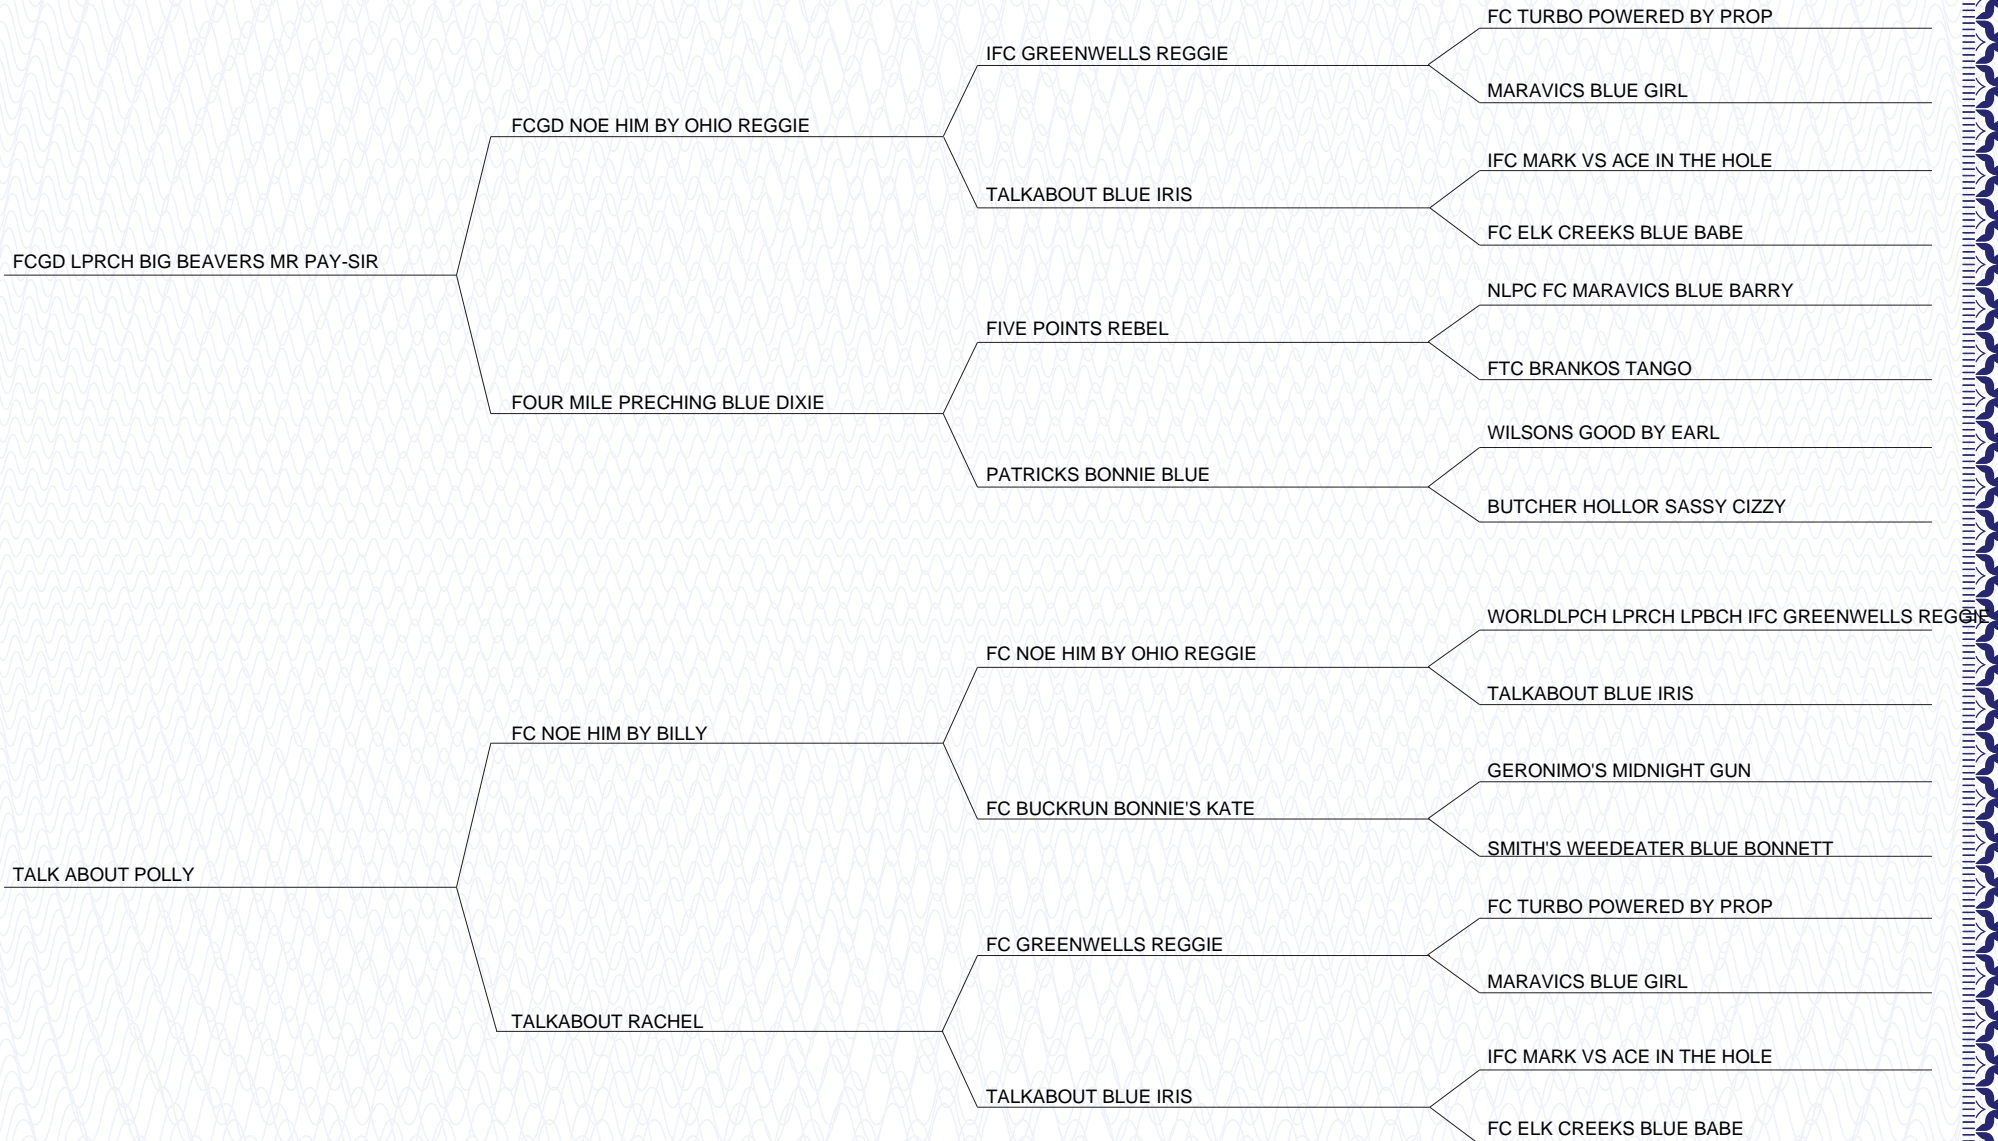 FC TURBO POWERED BY PROP
IFC GREENWELLS REGGIE
MARAVICS BLUE GIRL
FCGD NOE HIM BY OHIO REGGIE
IFC MARK VS ACE IN THE HOLE
TALKABOUT BLUE IRIS
FC ELK CREEKS BLUE BABE
FCGD LPRCH BIG BEAVERS MR PAY-SIR
NLPC FC MARAVICS BLUE BARRY
FIVE POINTS REBEL
FTC BRANKOS TANGO
FOUR MILE PRECHING BLUE DIXIE
WILSONS GOOD BY EARL
PATRICKS BONNIE BLUE
BUTCHER HOLLOR SASSY CIZZY
WORLDLPCH LPRCH LPBCH IFC GREENWELLS REGGIE
FC NOE HIM BY OHIO REGGIE
TALKABOUT BLUE IRIS
FC NOE HIM BY BILLY
GERONIMO'S MIDNIGHT GUN
FC BUCKRUN BONNIE'S KATE
SMITH'S WEEDEATER BLUE BONNETT
TALK ABOUT POLLY
FC TURBO POWERED BY PROP
FC GREENWELLS REGGIE
MARAVICS BLUE GIRL
TALKABOUT RACHEL
IFC MARK VS ACE IN THE HOLE
TALKABOUT BLUE IRIS
FC ELK CREEKS BLUE BABE